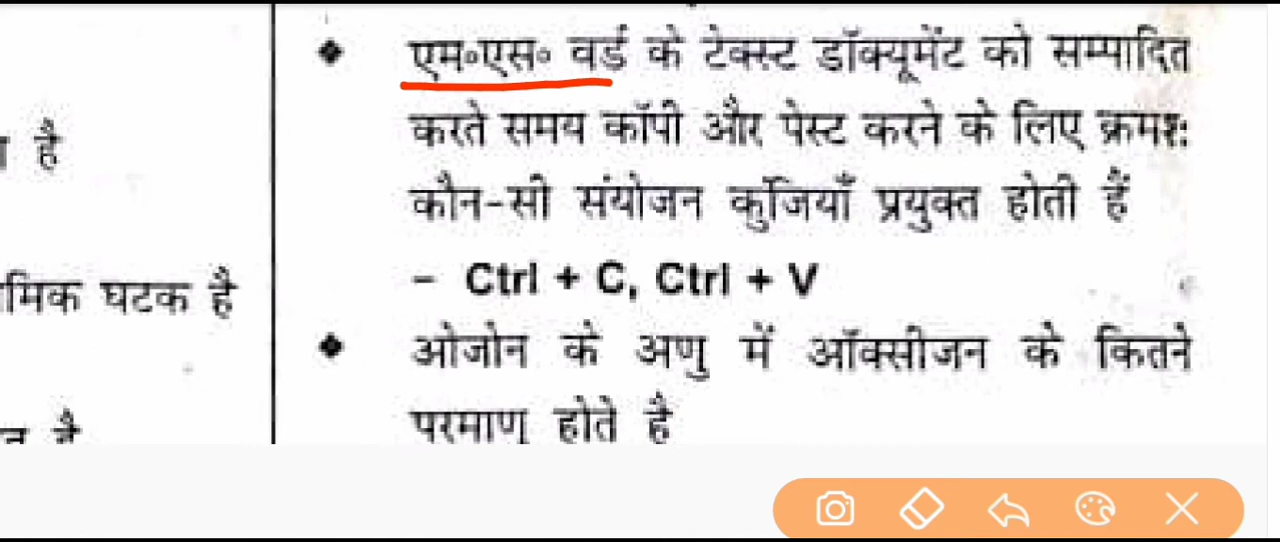 है
मिक घटक है
है
एम॰एस॰ वर्ड के टेक्स्ट डॉक्यूमेंट को सम्पादित
करते समय कॉपी और पेस्ट करने के लिए क्रमशः
कौन-सी संयोजन कुंजियाँ प्रयुक्त होती हैं
- Ctrl + C, Ctrl + V
ओजोन के अणु में ऑक्सीजन के कितने
परमाणु होते है